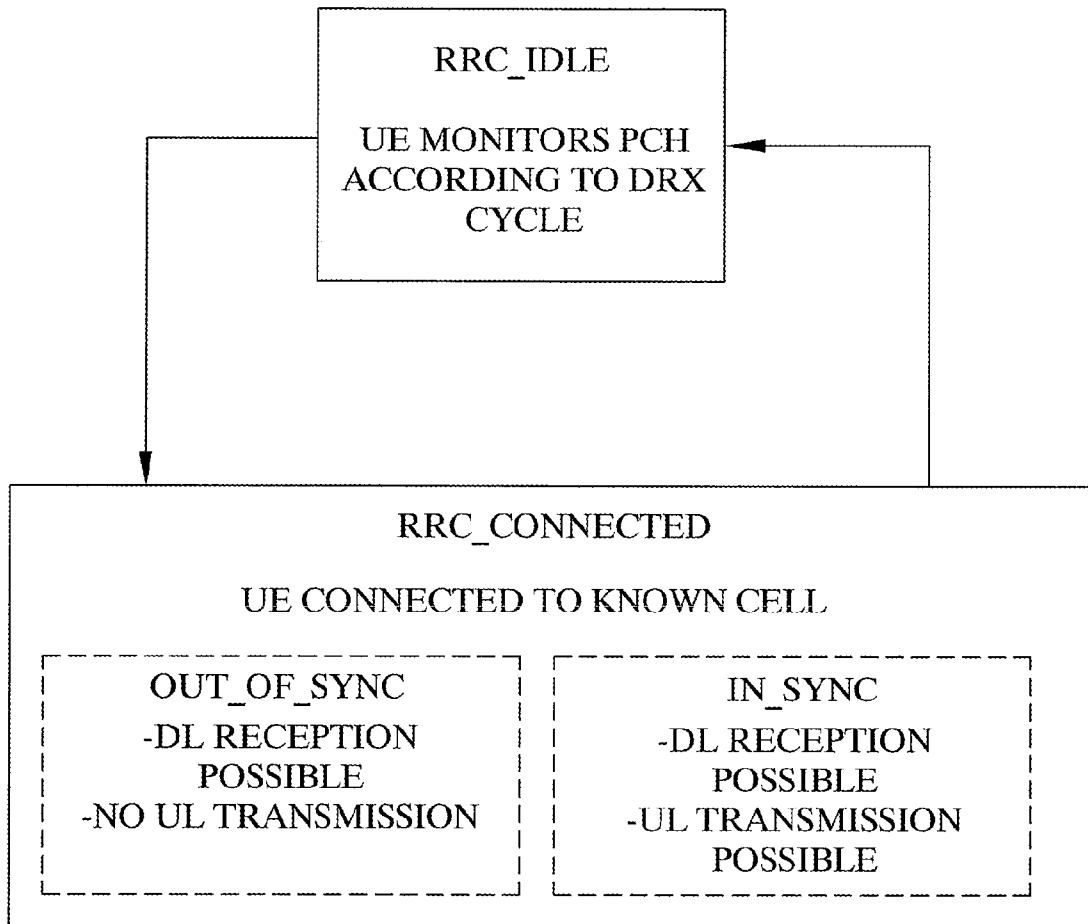 RRC_IDLE
UE MONITORS PCH
ACCORDING TO DRX
CYCLE
RRC_CONNECTED
UE CONNECTED TO KNOWN CELL
OUT_OF_SYNC
-DL RECEPTION
POSSIBLE
-NO UL TRANSMISSION
IN_SYNC
-DL RECEPTION
POSSIBLE
-UL TRANSMISSION
POSSIBLE